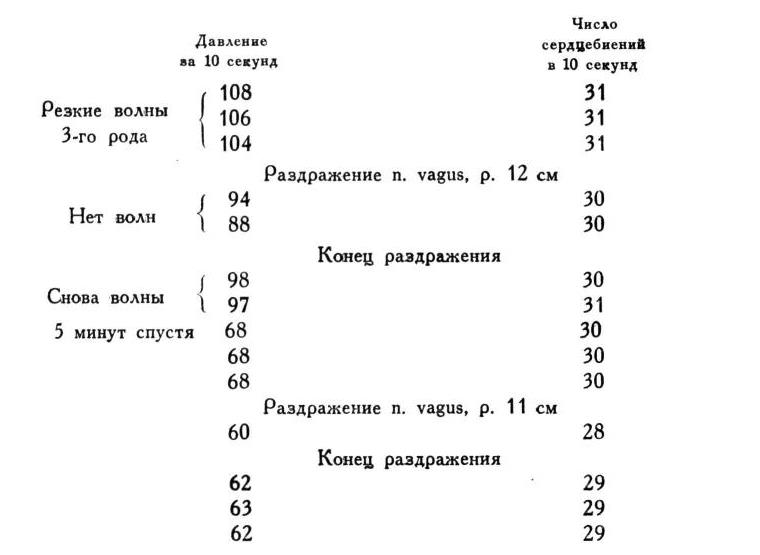 Давление
за 10 секунд
Число
сердцебиений
в 10 секунд
108 31
Резкие волны
106 31
3-го рода
104 31
Раздражение n. vagus, р. 12 см
94 30
Нет волн
88 30
Конец раздражения
98 30
Снова волны
97 31
5 минут спустя 68 30
68 30
68 30
Раздражение n. vagus, р. 11 см
60 28
Конец раздражения
62 29
63 29
62 29